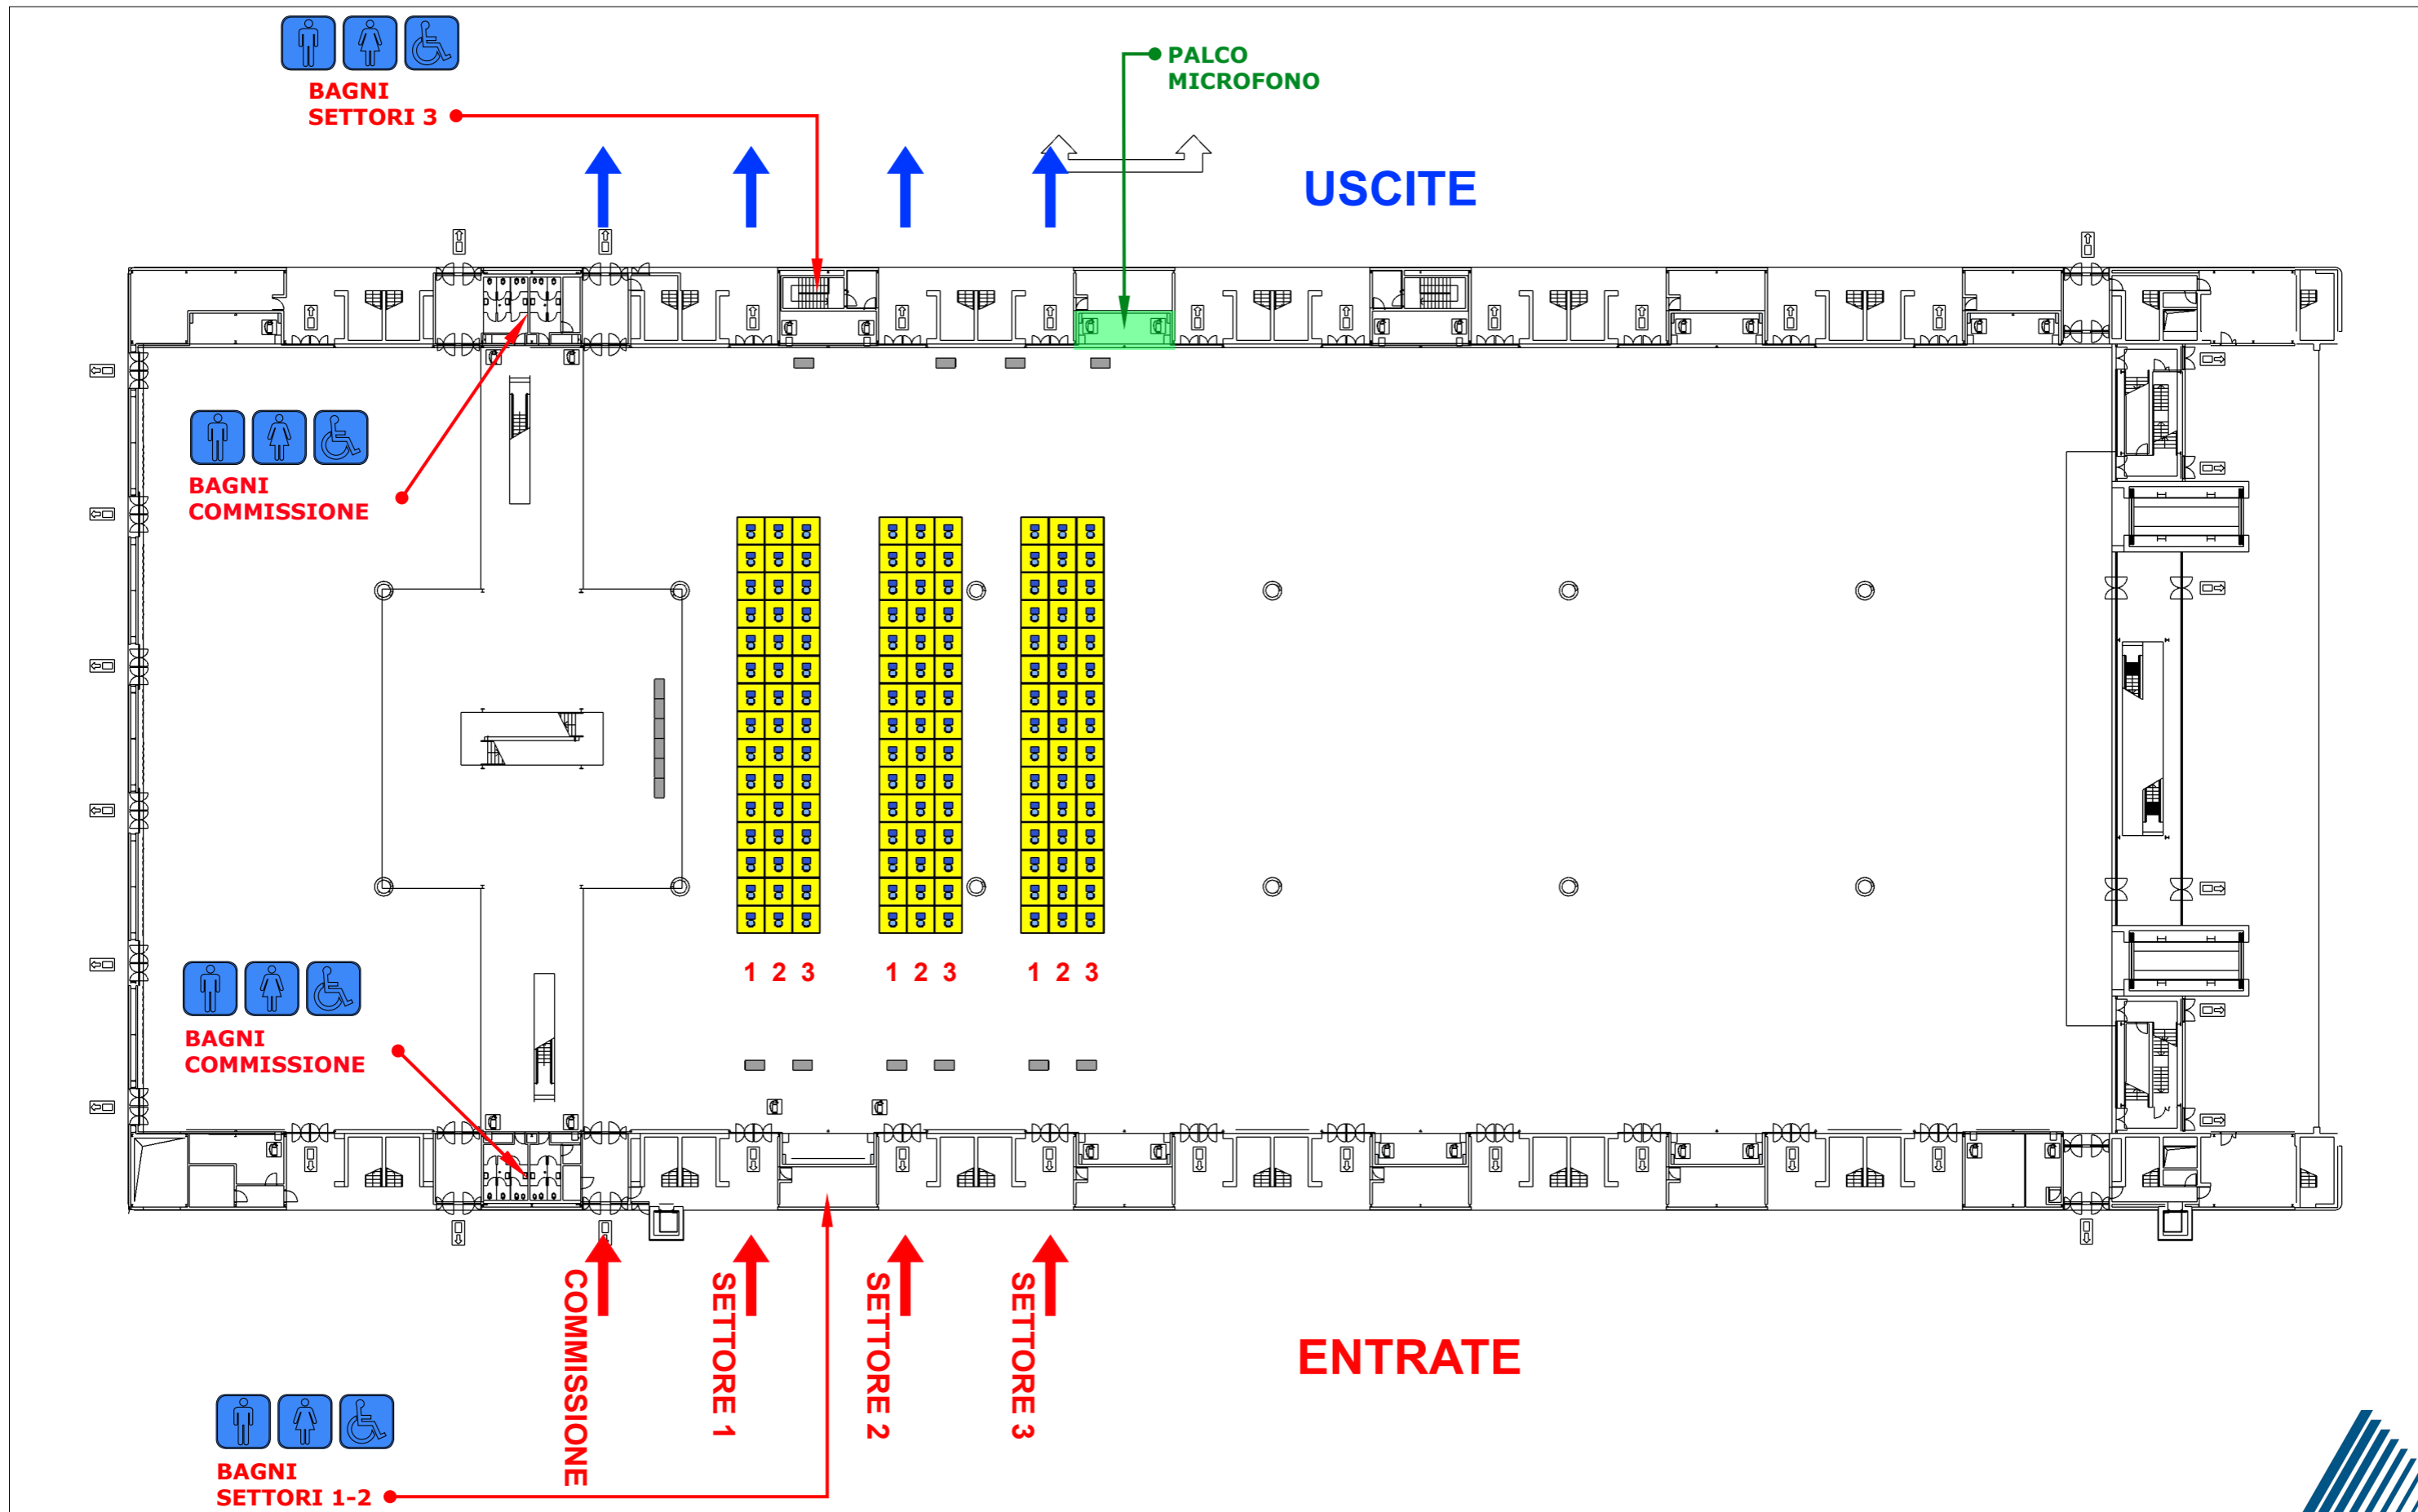 BAGNI
SETTORI 3
PALCO
MICROFONO
USCITE
BAGNI
COMMISSIONE
1 2 3
1 2 3
1 2 3
BAGNI
COMMISSIONE
COMMISSIONE
SETTORE 1
SETTORE 2
SETTORE 3
ENTRATE
BAGNI
SETTORI 1-2